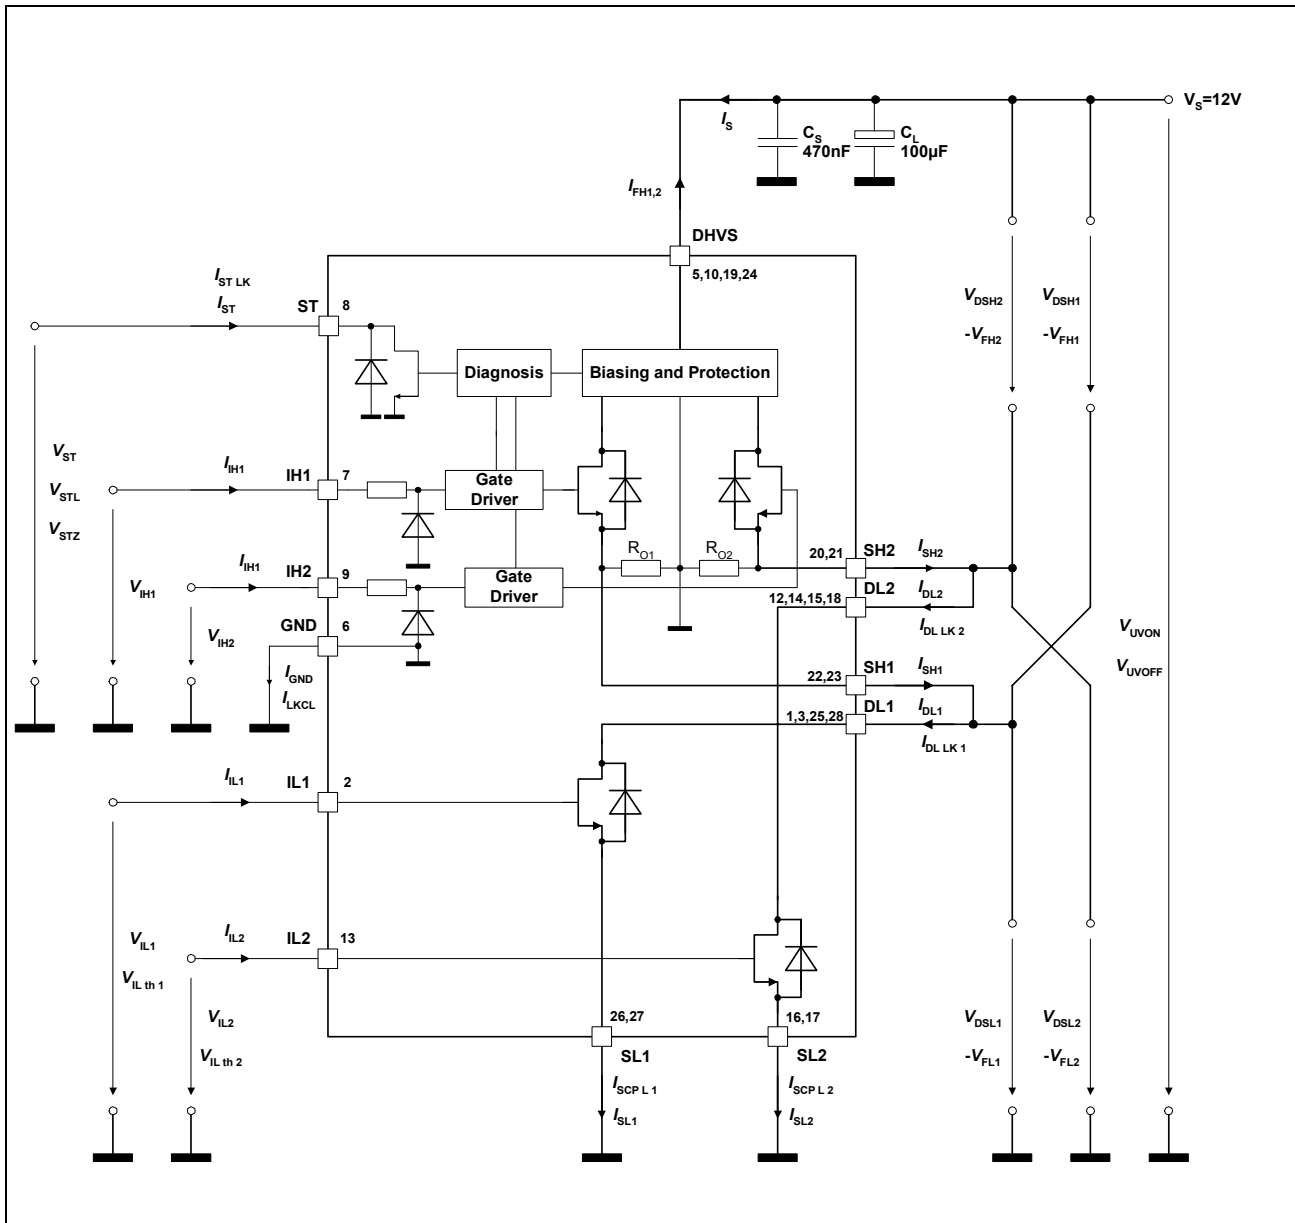 V_S=12V
I_S
C_S
470nF
C_L
100µF
I_FH1,2
DHVS
5,10,19,24
I_ST LK
I_ST
ST
8
V_DSH2
-V_FH2
V_DSH1
-V_FH1
Diagnosis
Biasing and Protection
V_ST
V_STL
V_STZ
I_IH1
IH1
7
Gate
Driver
R_O1
R_O2
V_IH1
I_IH1
IH2
9
Gate
Driver
20,21
SH2
I_SH2
12,14,15,18
DL2
I_DL2
I_DL LK 2
V_IH2
GND
6
I_GND
I_LKCL
V_UVON
V_UVOFF
22,23
SH1
I_SH1
1,3,25,28
DL1
I_DL1
I_DL LK 1
I_IL1
IL1
2
V_IL1
V_IL th 1
I_IL2
IL2
13
V_IL2
V_IL th 2
26,27
SL1
16,17
SL2
V_DSL1
-V_FL1
V_DSL2
-V_FL2
I_SCP L 1
I_SL1
I_SCP L 2
I_SL2